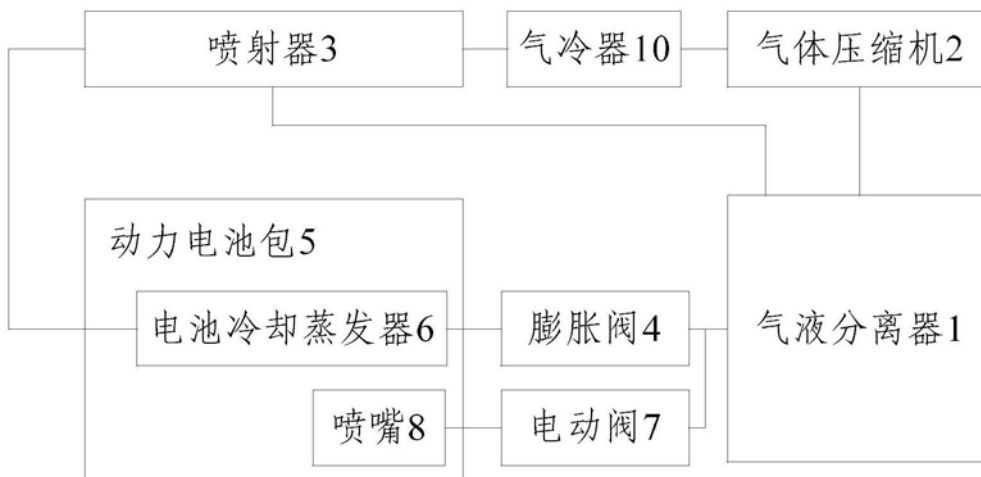 喷射器3
气冷器10
气体压缩机2
动力电池包5
电池冷却蒸发器6
膨胀阀4
气液分离器1
喷嘴8
电动阀7